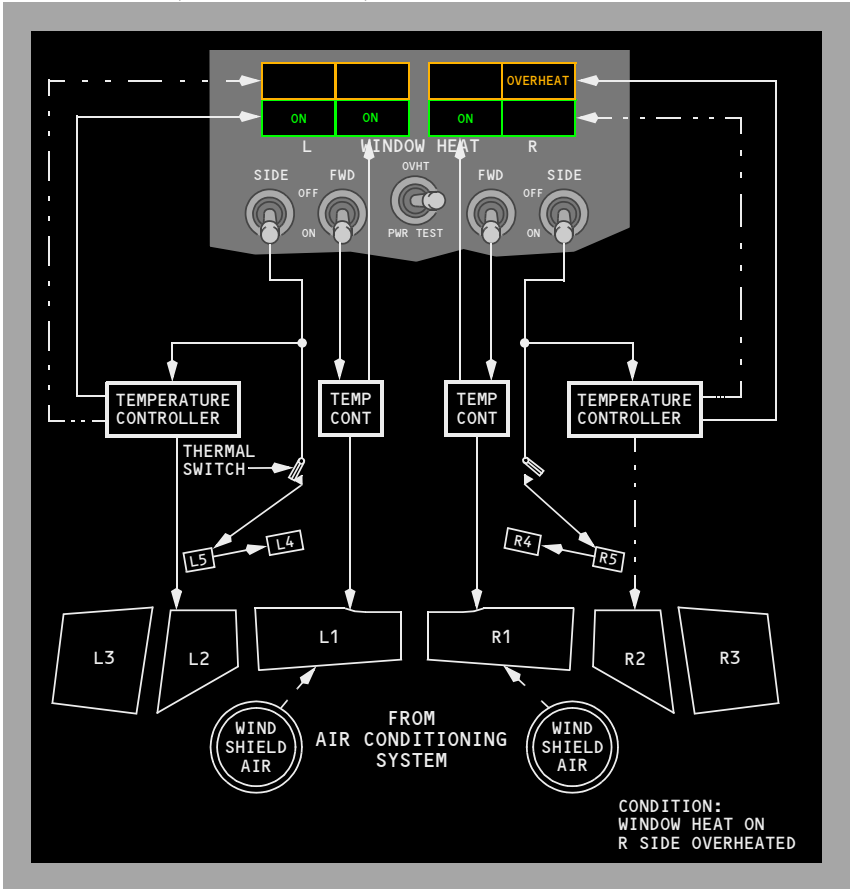 OVERHEAT
ON ON ON
L WINDOW HEAT R
OVHT
SIDE FWD FWD SIDE
OFF OFF
ON PWR TEST ON
TEMPERATURE
CONTROLLER
TEMP
CONT
TEMP
CONT
TEMPERATURE
CONTROLLER
THERMAL
SWITCH
L5 L4 R4 R5
L3 L2 L1 R1 R2 R3
WIND
SHIELD
AIR
FROM
AIR CONDITIONING
SYSTEM
WIND
SHIELD
AIR
CONDITION:
WINDOW HEAT ON
R SIDE OVERHEATED